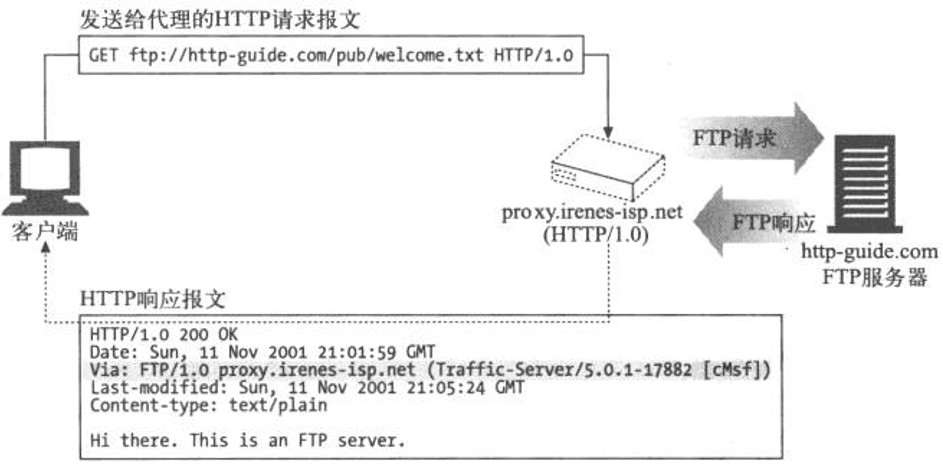 发送给代理的HTTP请求报文
GET ftp://http-guide.com/pub/welcome.txt HTTP/1.0
FTP请求
客户端
proxy.irenes-isp.net
(HTTP/1.0)
FTP响应
http-guide.com
FTP服务器
HTTP响应报文
HTTP/1.0 200 OK
Date: Sun, 11 Nov 2001 21:01:59 GMT
Via: FTP/1.0 proxy.irenes-isp.net (Traffic-Server/5.0.1-17882 [cMsf])
Last-modified: Sun, 11 Nov 2001 21:05:24 GMT
Content-type: text/plain
Hi there. This is an FTP server.